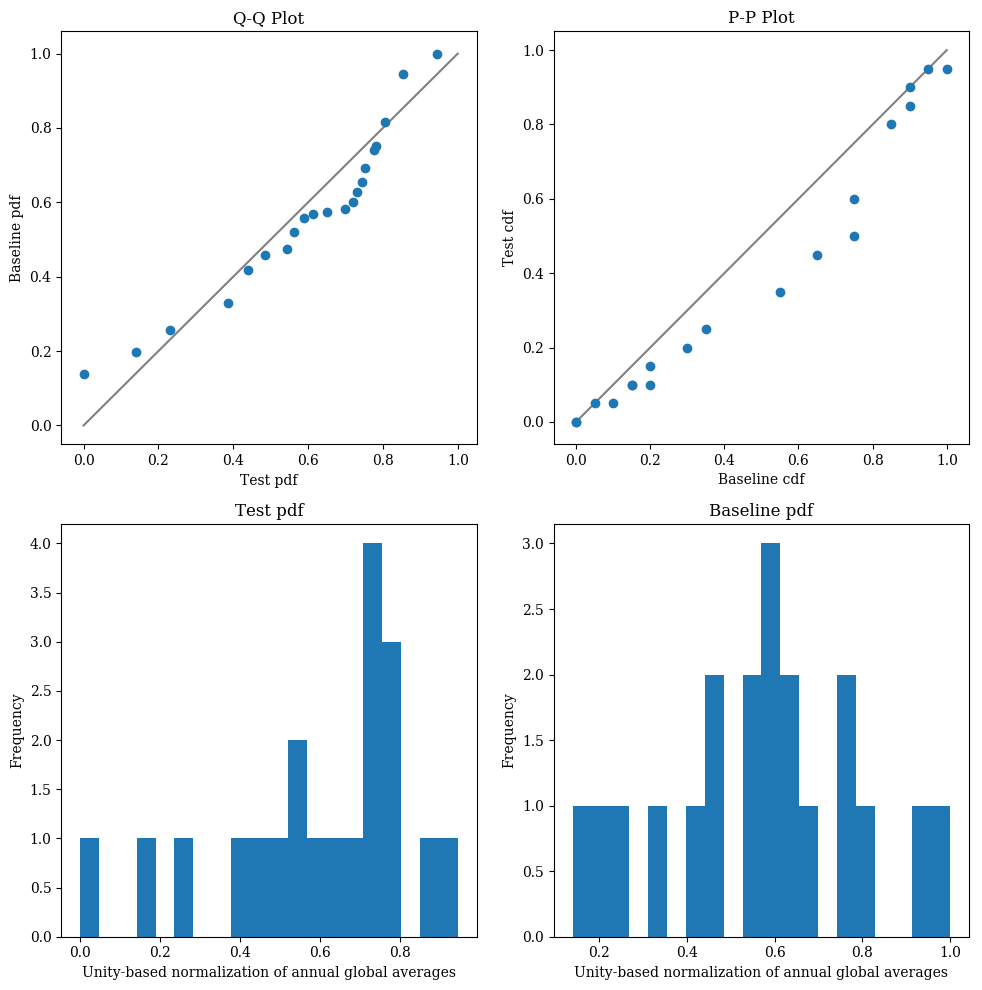 Q-Q Plot
1.0
0.8
0.6
0.4
0.2
0.0
Baseline pdf
0.0 0.2 0.4 0.6 0.8 1.0
Test pdf
P-P Plot
1.0
0.8
0.6
0.4
0.2
0.0
Test cdf
0.0 0.2 0.4 0.6 0.8 1.0
Baseline cdf
Test pdf
4.0
3.5
3.0
2.5
2.0
1.5
1.0
0.5
0.0
Frequency
0.0 0.2 0.4 0.6 0.8
Unity-based normalization of annual global averages
Baseline pdf
3.0
2.5
2.0
1.5
1.0
0.5
0.0
Frequency
0.2 0.4 0.6 0.8 1.0
Unity-based normalization of annual global averages